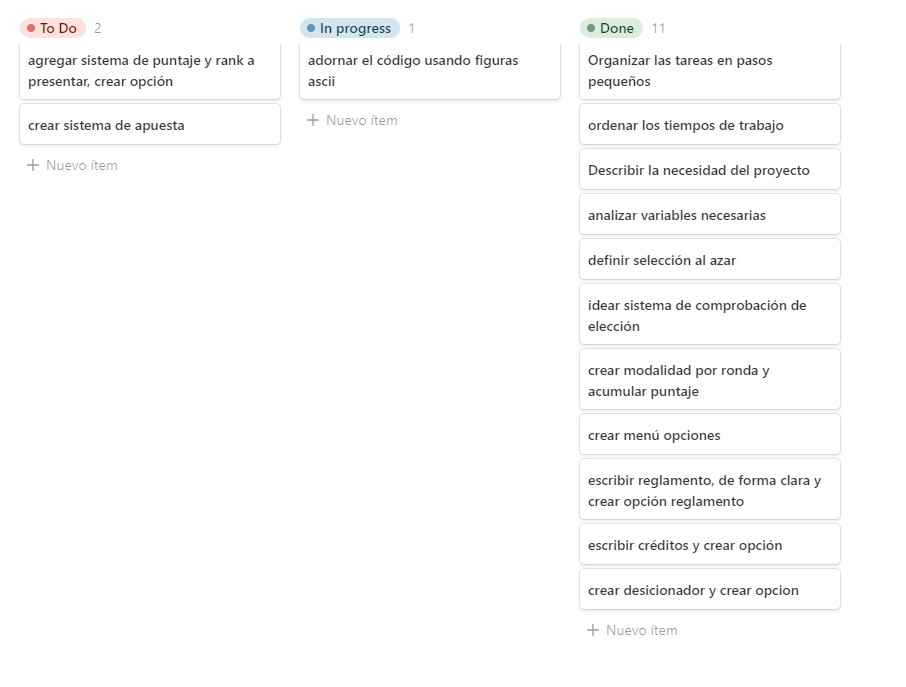 To Do 2
agregar sistema de puntaje y rank a
presentar, crear opción
crear sistema de apuesta
+ Nuevo ítem
In progress 1
adornar el código usando figuras
ascii
+ Nuevo ítem
Done 11
Organizar las tareas en pasos
pequeños
ordenar los tiempos de trabajo
Describir la necesidad del proyecto
analizar variables necesarias
definir selección al azar
idear sistema de comprobación de
elección
crear modalidad por ronda y
acumular puntaje
crear menú opciones
escribir reglamento, de forma clara y
crear opción reglamento
escribir créditos y crear opción
crear desicionador y crear opcion
+ Nuevo ítem